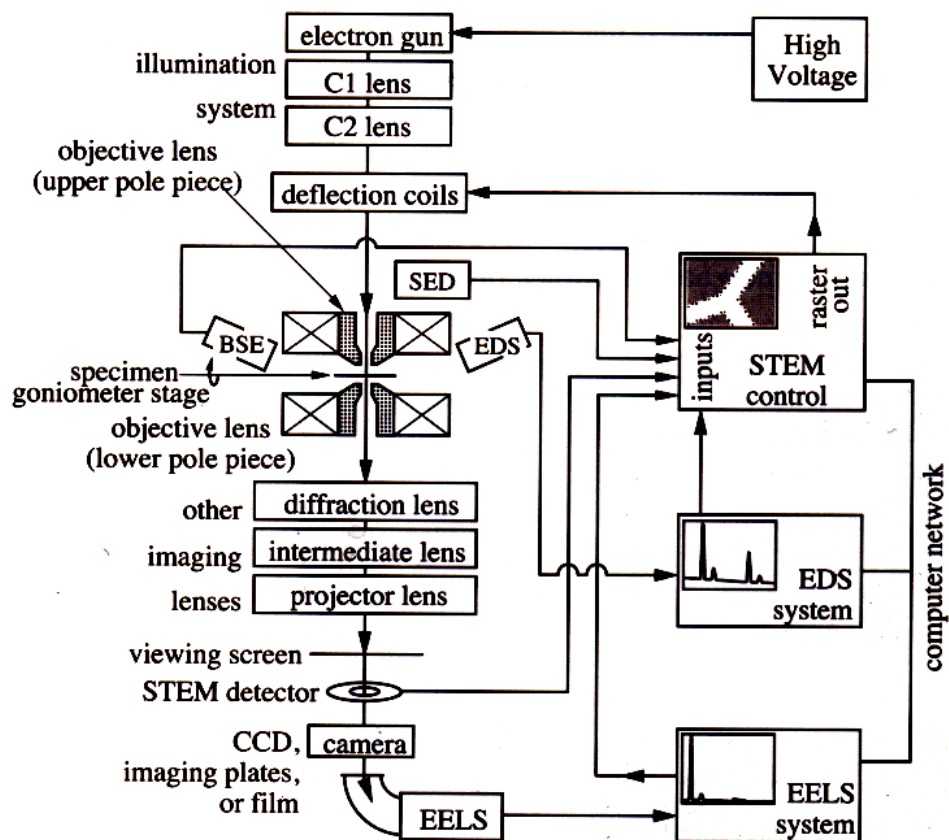 electron gun
High
Voltage
illumination
system
C1 lens
C2 lens
objective lens
(upper pole piece)
deflection coils
SED
BSE
EDS
specimen
goniometer stage
objective lens
(lower pole piece)
inputs
raster
out
STEM
control
other
imaging
lenses
diffraction lens
intermediate lens
projector lens
EDS
system
computer network
viewing screen
STEM detector
CCD,
imaging plates,
or film
camera
EELS
EELS
system